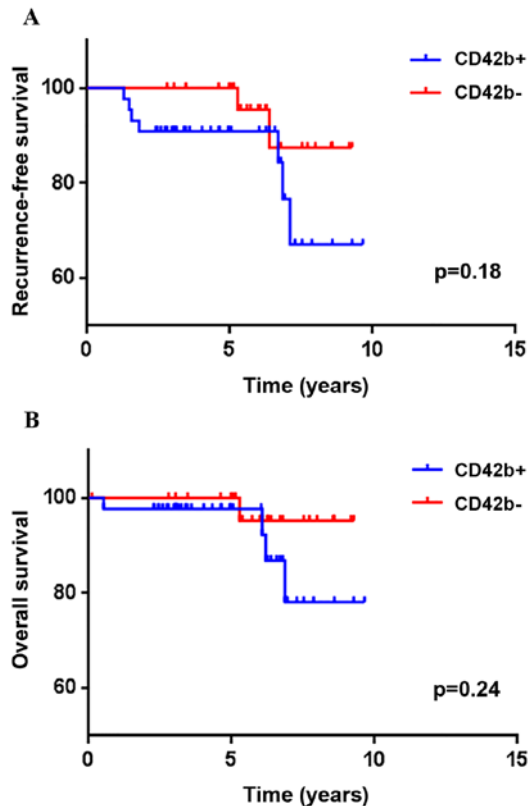 A
CD42b+
CD42b-
Recurrence-free survival
100
80
60
0 5 10 15
Time (years)
p=0.18
B
CD42b+
CD42b-
Overall survival
100
80
60
0 5 10 15
Time (years)
p=0.24